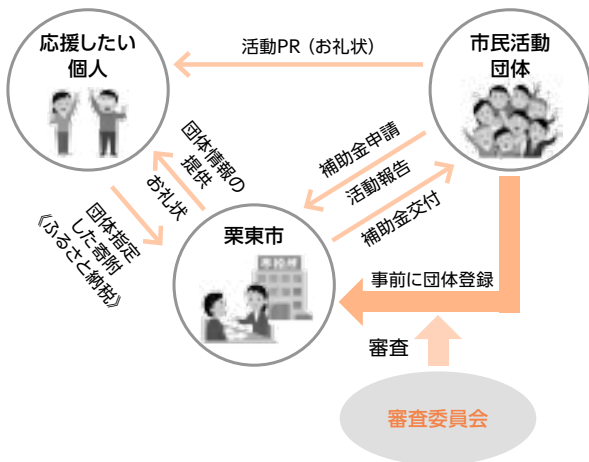 応援したい
個人
活動PR(お礼状)
市民活動
団体
団体情報の
提供
お礼状
団体指定
した寄附
《ふるさと納税》
補助金申請
活動報告
補助金交付
栗東市
市役所
事前に団体登録
審査
審査委員会